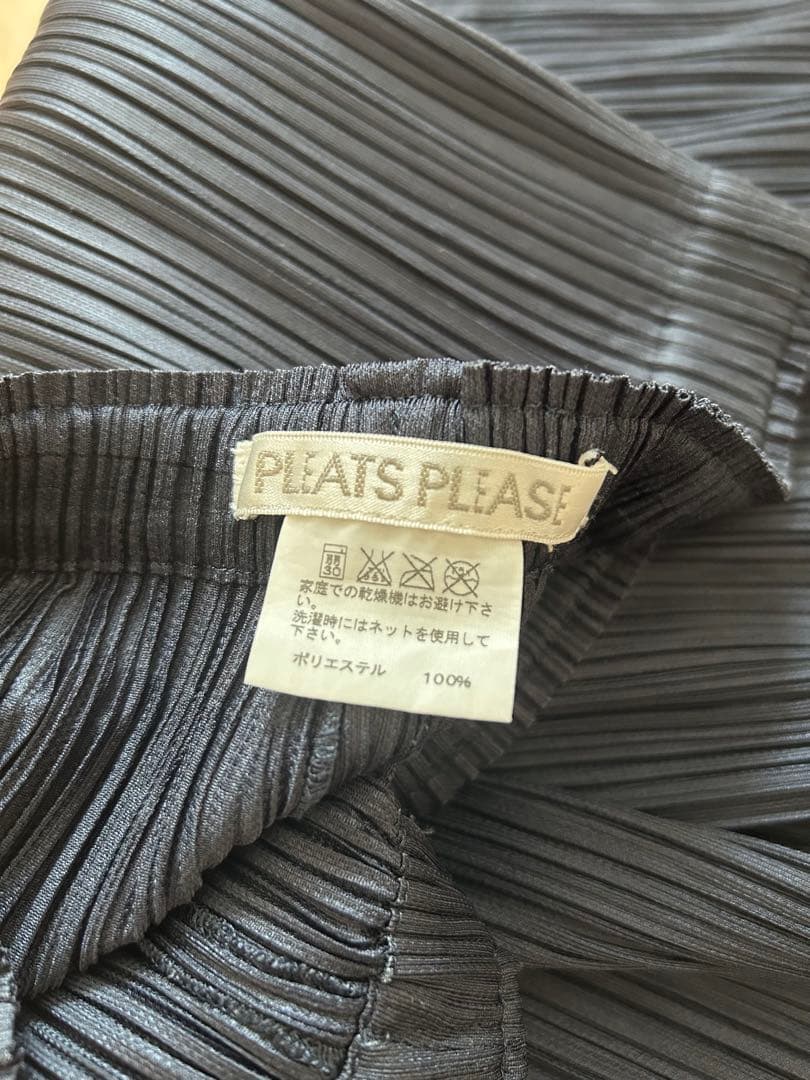 PLEATS PLEASE
30
家庭での乾燥機はお避け下さ
い。
洗濯時にはネットを使用して
下さい。
ポリエステル 100%